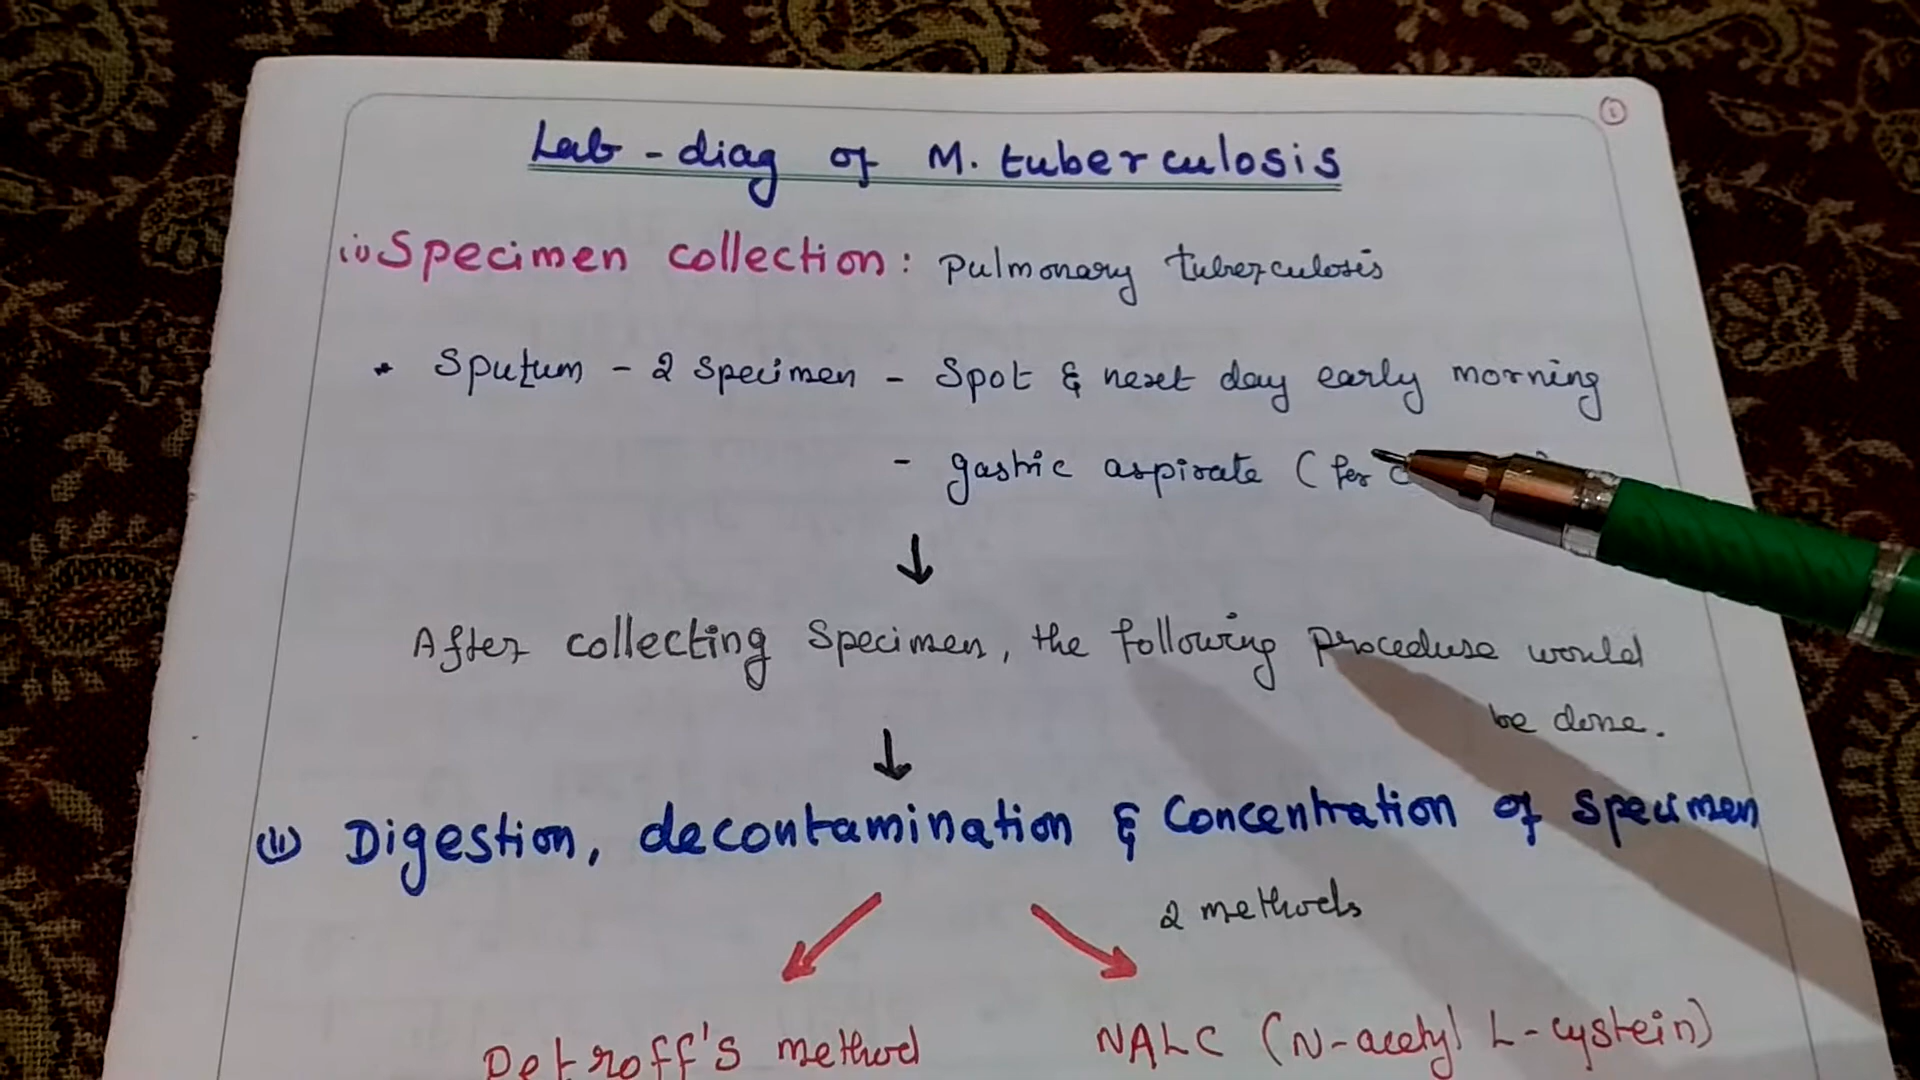 Lab-diag of M. tuberculosis
(i) Specimen collection: Pulmonary tuberculosis
* Sputum - 2 Specimen - Spot & next day early morning
- gastric aspirate ( for
↓
After collecting Specimen, the following Procedure would
be done.
↓
(ii) Digestion, decontamination & Concentration of Specimen
2 methods
Petroff's method NALC (N-acetyl L-cystein)